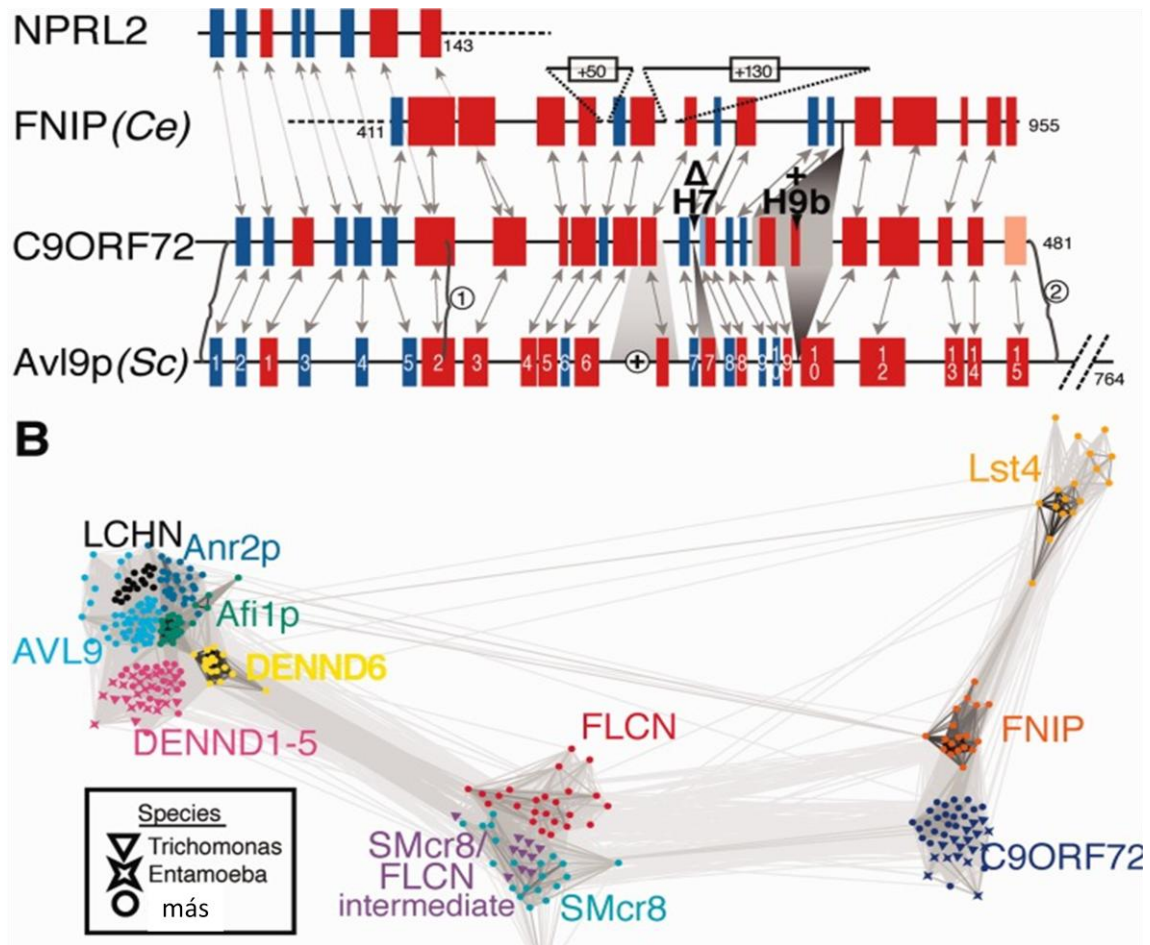 NPRL2
143
+50
+130
FNIP(Ce)
411
955
Δ
H7
+
H9b
C9ORF72
481
1
2
Avl9p(Sc)
1 2 1 3 4 5 2 3 4 5 6 6 + 7 7 8 8 9 10 9 10 12 13 14 15
764
B
Lst4
LCHN
Anr2p
Afi1p
AVL9
DENND6
DENND1-5
FLCN
FNIP
SMcr8/
FLCN
intermediate
SMcr8
C9ORF72
Species
Trichomonas
Entamoeba
más